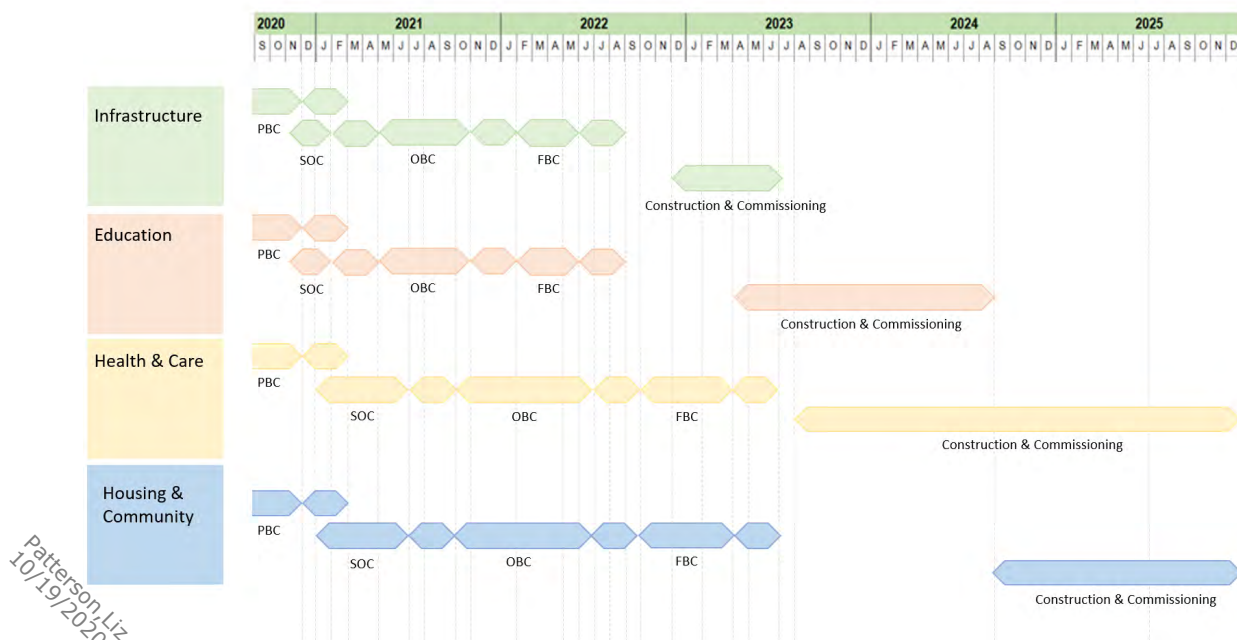 2020 2021 2022 2023 2024 2025
S O N D J F M A M J J A S O N D J F M A M J J A S O N D J F M A M J J A S O N D J F M A M J J A S O N D J F M A M J J A S O N D
Infrastructure
PBC
SOC OBC FBC
Construction & Commissioning
Education
PBC
SOC OBC FBC
Construction & Commissioning
Health & Care
PBC
SOC OBC FBC
Construction & Commissioning
Housing &
Community
PBC
SOC OBC FBC
Construction & Commissioning
Patterson,Liz
10/19/2020